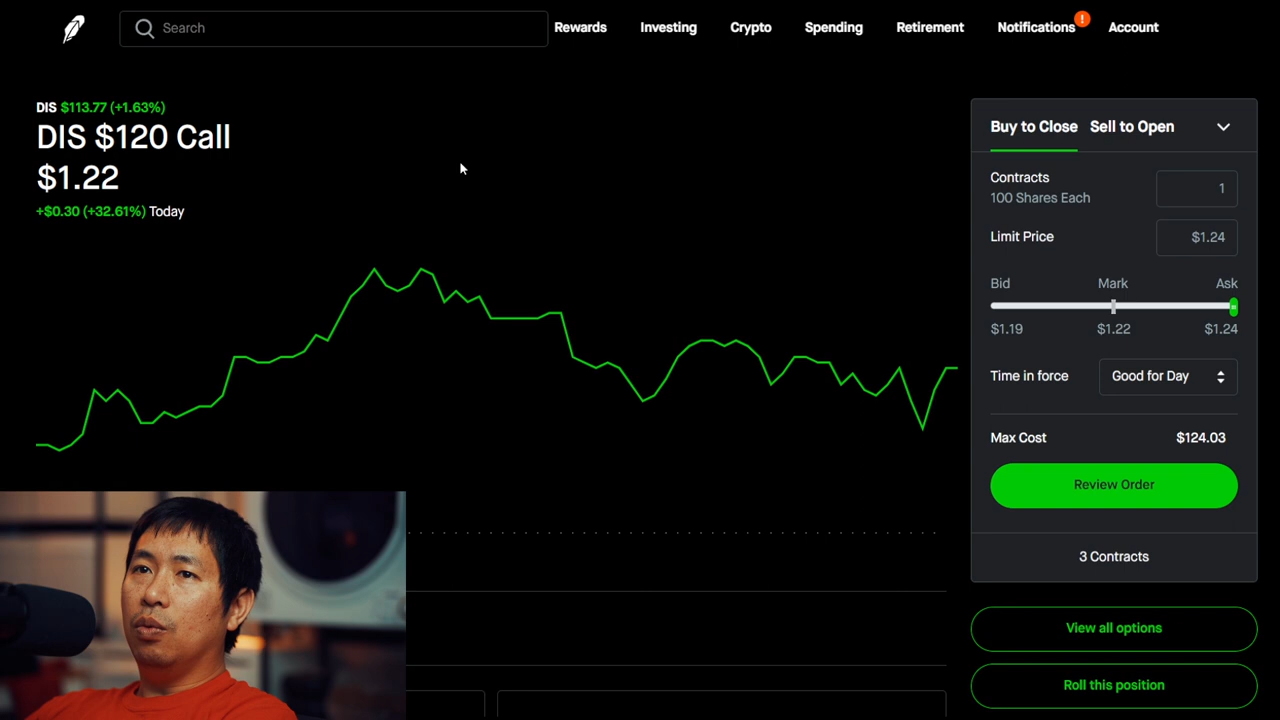 Search
Rewards
Investing
Crypto
Spending
Retirement
Notifications
!
Account
DIS $113.77 (+1.63%)
DIS $120 Call
$1.22
+$0.30 (+32.61%) Today
Buy to Close
Sell to Open
Contracts
1
100 Shares Each
Limit Price
$1.24
Bid
Mark
Ask
$1.19
$1.22
$1.24
Time in force
Good for Day
Max Cost
$124.03
Review Order
3 Contracts
View all options
Roll this position